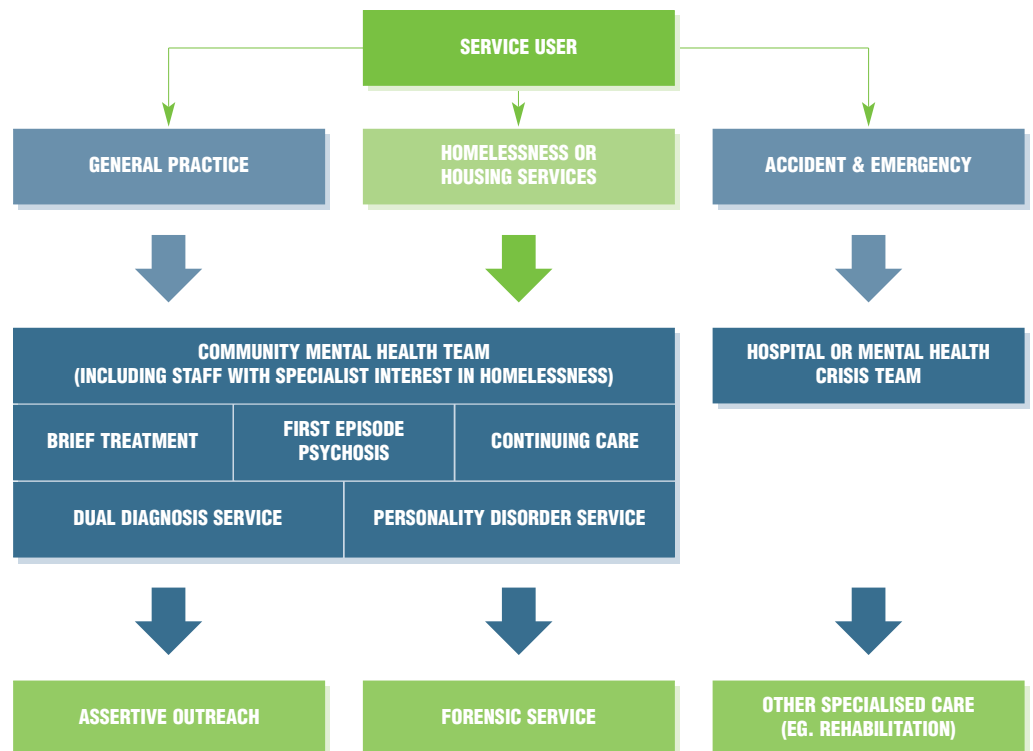 SERVICE USER
GENERAL PRACTICE
HOMELESSNESS OR
HOUSING SERVICES
ACCIDENT & EMERGENCY
COMMUNITY MENTAL HEALTH TEAM
(INCLUDING STAFF WITH SPECIALIST INTEREST IN HOMELESSNESS)
HOSPITAL OR MENTAL HEALTH
CRISIS TEAM
BRIEF TREATMENT
FIRST EPISODE
PSYCHOSIS
CONTINUING CARE
DUAL DIAGNOSIS SERVICE
PERSONALITY DISORDER SERVICE
ASSERTIVE OUTREACH
FORENSIC SERVICE
OTHER SPECIALISED CARE
(EG. REHABILITATION)